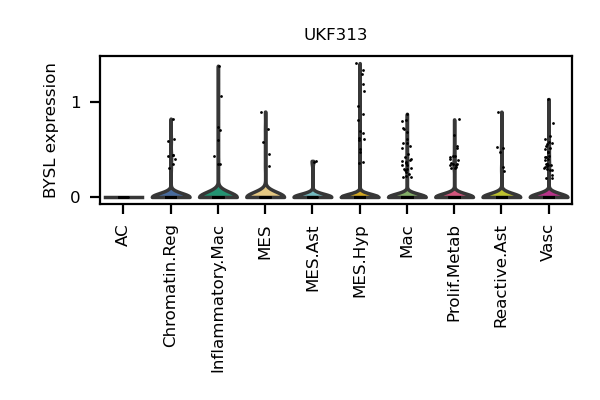 UKF313
BYSL expression
1
0
AC
Chromatin.Reg
Inflammatory.Mac
MES
MES.Ast
MES.Hyp
Mac
Prolif.Metab
Reactive.Ast
Vasc